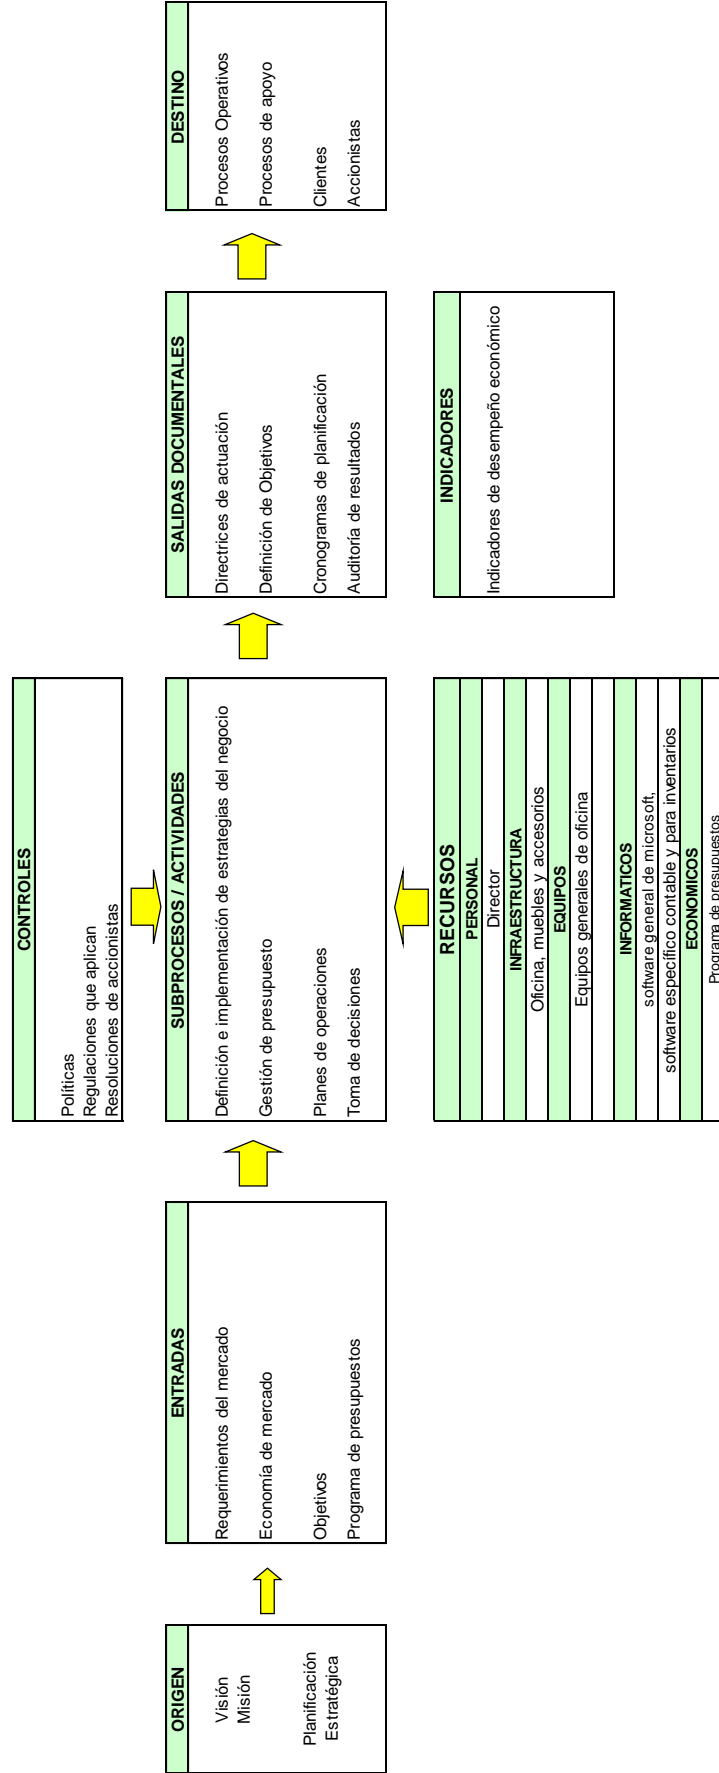 CONTROLES
Políticas
Regulaciones que aplican
Resoluciones de accionistas
ORIGEN
Visión
Misión
Planificación
Estratégica
ENTRADAS
Requerimientos del mercado
Economía de mercado
Objetivos
Programa de presupuestos
SUBPROCESOS / ACTIVIDADES
Definición e implementación de estrategias del negocio
Gestión de presupuesto
Planes de operaciones
Toma de decisiones
SALIDAS DOCUMENTALES
Directrices de actuación
Definición de Objetivos
Cronogramas de planificación
Auditoría de resultados
DESTINO
Procesos Operativos
Procesos de apoyo
Clientes
Accionistas
RECURSOS
PERSONAL
Director
INFRAESTRUCTURA
Oficina, muebles y accesorios
EQUIPOS
Equipos generales de oficina
INFORMATICOS
software general de microsoft,
software específico contable y para inventarios
ECONOMICOS
Programa de presupuestos
INDICADORES
Indicadores de desempeño económico